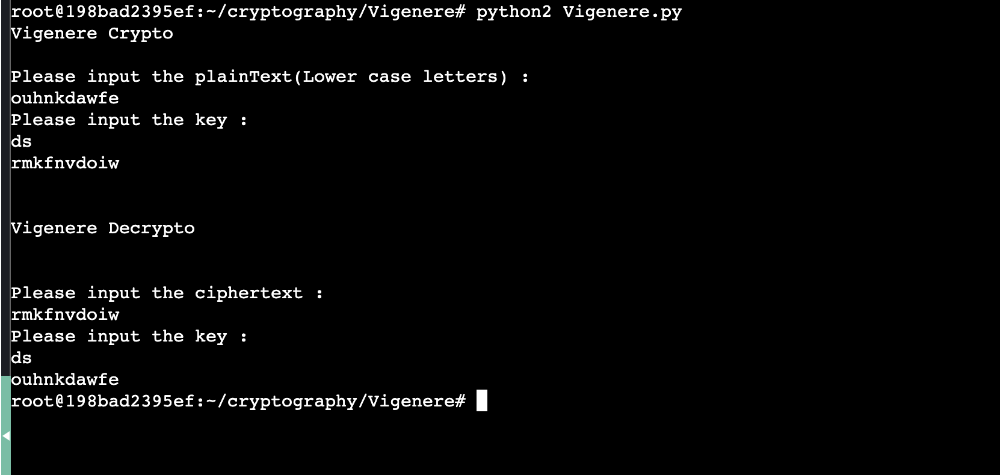 root@198bad2395ef:~/cryptography/Vigenere# python2 Vigenere.py
Vigenere Crypto
Please input the plainText(Lower case letters) :
ouhnkdawfe
Please input the key :
ds
rmkfnvdoiw
Vigenere Decrypto
Please input the ciphertext :
rmkfnvdoiw
Please input the key :
ds
ouhnkdawfe
root@198bad2395ef:~/cryptography/Vigenere#